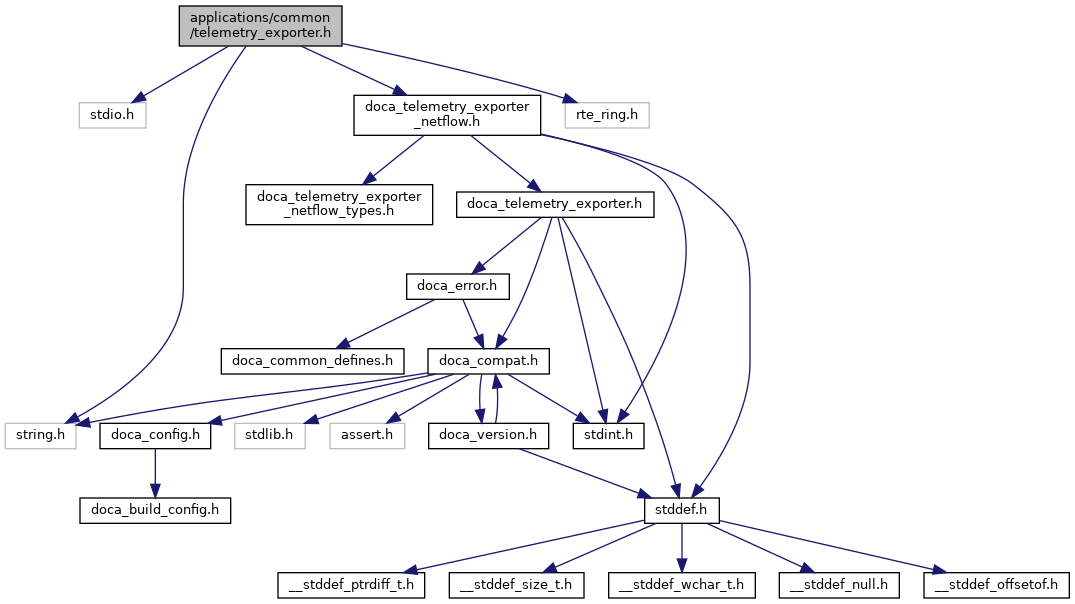 applications/common
/telemetry_exporter.h
stdio.h
doca_telemetry_exporter
_netflow.h
rte_ring.h
doca_telemetry_exporter
_netflow_types.h
doca_telemetry_exporter.h
doca_error.h
doca_common_defines.h
doca_compat.h
string.h
doca_config.h
stdlib.h
assert.h
doca_version.h
stdint.h
doca_build_config.h
stddef.h
__stddef_ptrdiff_t.h
__stddef_size_t.h
__stddef_wchar_t.h
__stddef_null.h
__stddef_offsetof.h